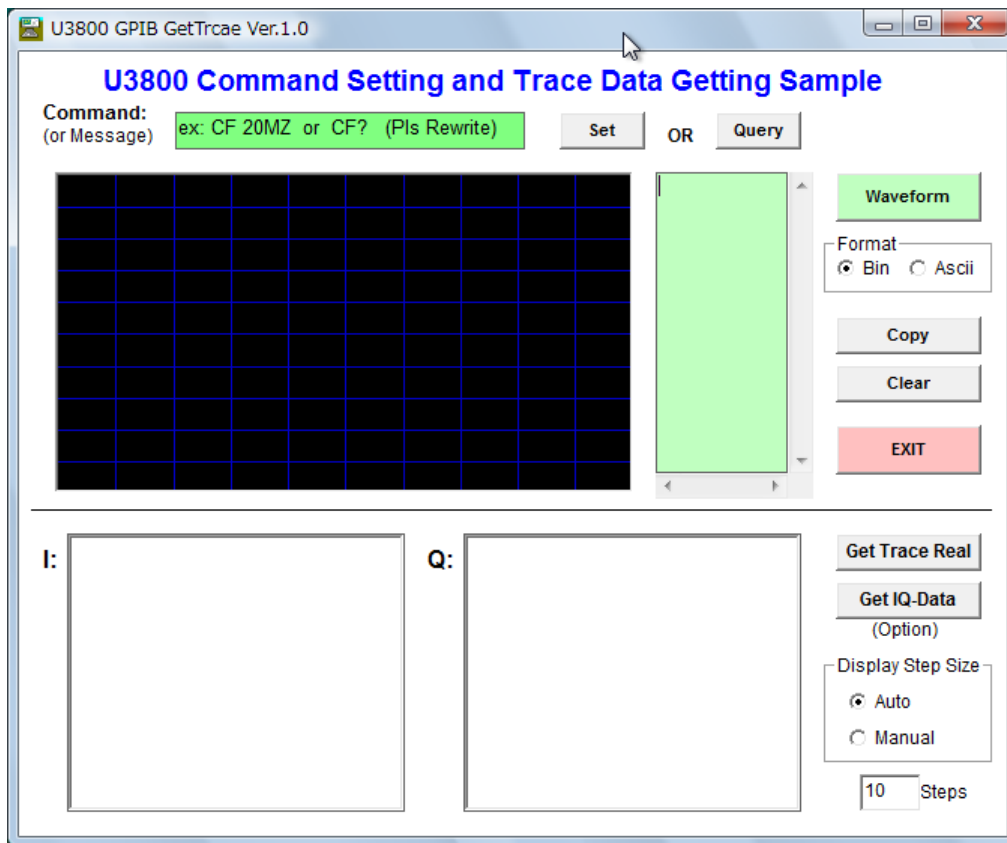 U3800 GPIB GetTrcae Ver.1.0
U3800 Command Setting and Trace Data Getting Sample
Command:
(or Message)
ex: CF 20MZ or CF? (Pls Rewrite)
Set
OR
Query
Waveform
Format
Bin
Ascii
Copy
Clear
EXIT
I:
Q:
Get Trace Real
Get IQ-Data
(Option)
Display Step Size
Auto
Manual
10 Steps